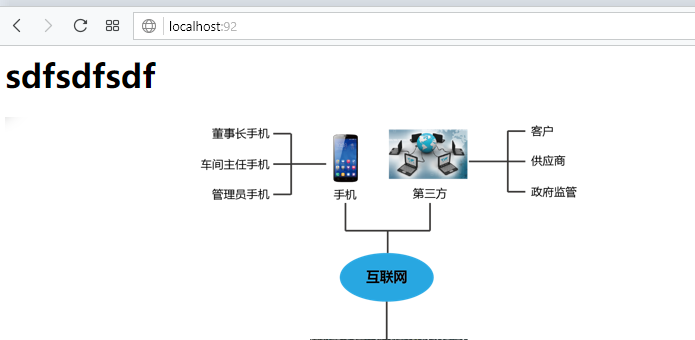 localhost:92
sdfsdfsdf
董事长手机
车间主任手机
管理员手机
手机
第三方
客户
供应商
政府监管
互联网